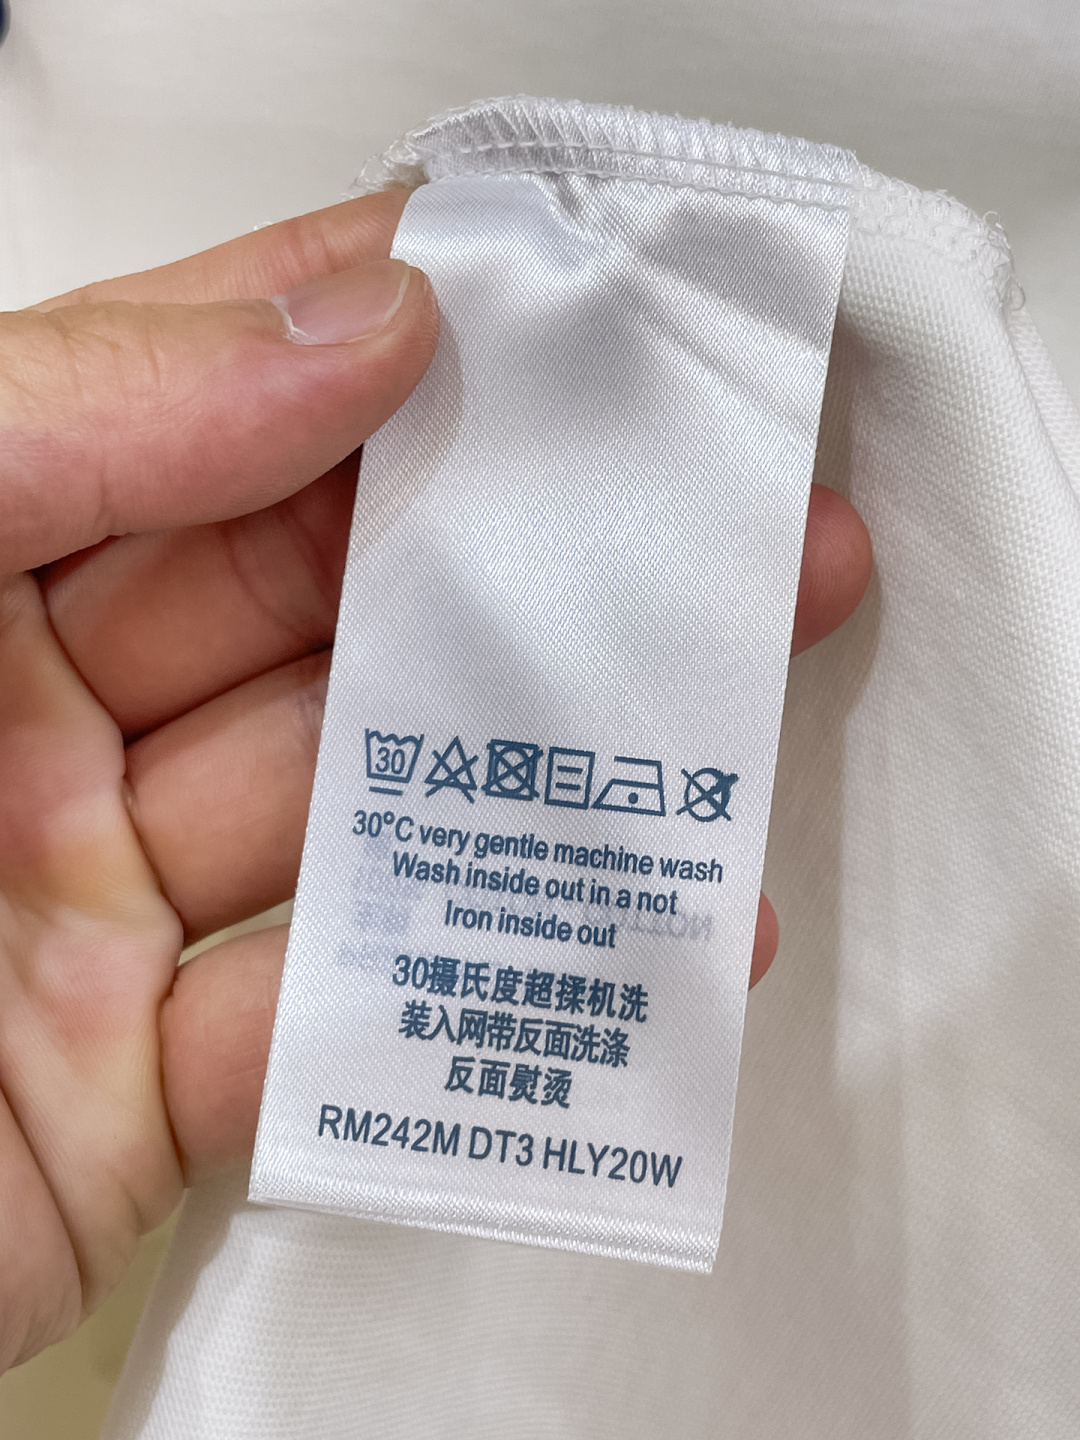 30
30°C very gentle machine wash
Wash inside out in a not
Iron inside out
30摄氏度超揉机洗
装入网带反面洗涤
反面熨烫
RM242M DT3 HLY20W